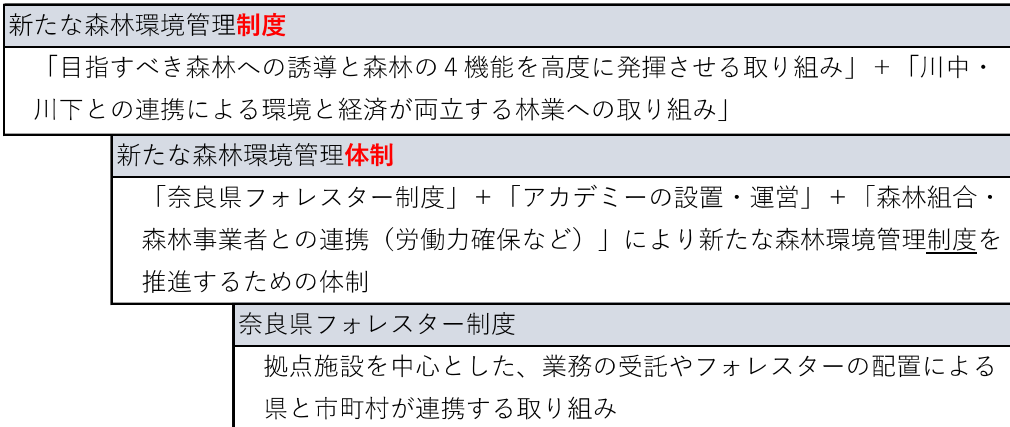 新たな森林環境管理制度
「目指すべき森林への誘導と森林の４機能を高度に発揮させる取り組み」＋「川中・
川下との連携による環境と経済が両立する林業への取り組み」
新たな森林環境管理体制
「奈良県フォレスター制度」＋「アカデミーの設置・運営」＋「森林組合・
森林事業者との連携（労働力確保など）」により新たな森林環境管理制度を
推進するための体制
奈良県フォレスター制度
拠点施設を中心とした、業務の受託やフォレスターの配置による
県と市町村が連携する取り組み